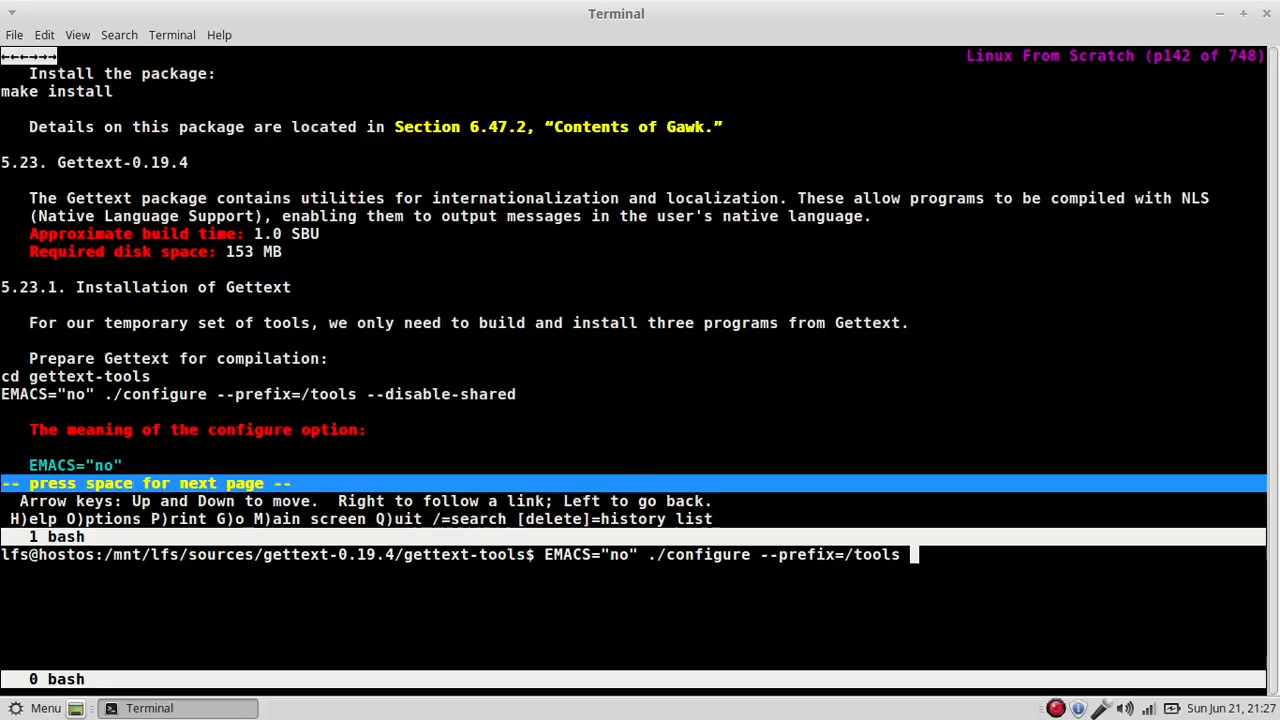 Terminal
File Edit View Search Terminal Help
←←←→→→ Linux From Scratch (p142 of 748)
Install the package:
make install
Details on this package are located in Section 6.47.2, “Contents of Gawk.”
5.23. Gettext-0.19.4
The Gettext package contains utilities for internationalization and localization. These allow programs to be compiled with NLS
(Native Language Support), enabling them to output messages in the user's native language.
Approximate build time: 1.0 SBU
Required disk space: 153 MB
5.23.1. Installation of Gettext
For our temporary set of tools, we only need to build and install three programs from Gettext.
Prepare Gettext for compilation:
cd gettext-tools
EMACS="no" ./configure --prefix=/tools --disable-shared
The meaning of the configure option:
EMACS="no"
-- press space for next page --
Arrow keys: Up and Down to move. Right to follow a link; Left to go back.
H)elp O)ptions P)rint G)o M)ain screen Q)uit /=search [delete]=history list
1 bash
lfs@hostos:/mnt/lfs/sources/gettext-0.19.4/gettext-tools$ EMACS="no" ./configure --prefix=/tools
0 bash
Menu Terminal Sun Jun 21, 21:27